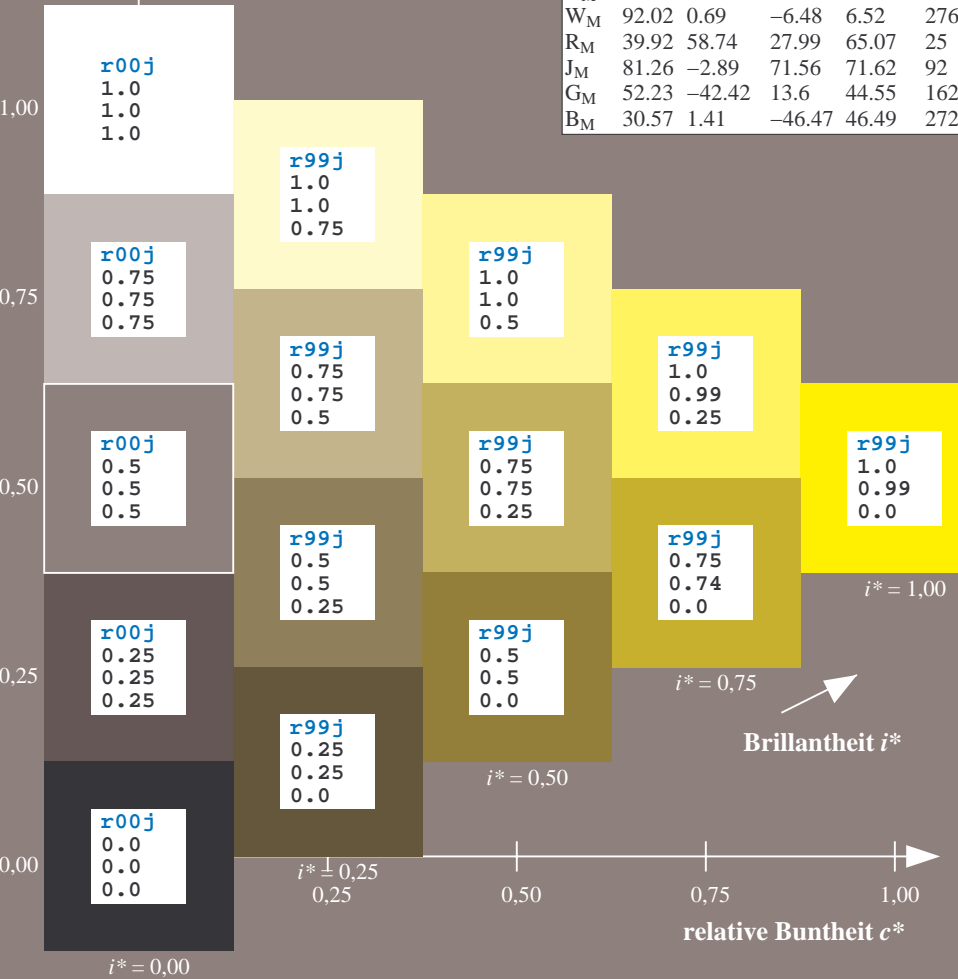 W_M 92.02 0.69 −6.48 6.52 276
R_M 39.92 58.74 27.99 65.07 25
J_M 81.26 −2.89 71.56 71.62 92
G_M 52.23 −42.42 13.6 44.55 162
B_M 30.57 1.41 −46.47 46.49 272
r00j
1.0
1.0
1.0
1,00
r99j
1.0
1.0
0.75
r00j
0.75
0.75
0.75
0,75
r99j
1.0
1.0
0.5
r99j
0.75
0.75
0.5
r99j
1.0
0.99
0.25
r00j
0.5
0.5
0.5
0,50
r99j
0.75
0.75
0.25
r99j
1.0
0.99
0.0
r99j
0.5
0.5
0.25
r99j
0.75
0.74
0.0
i* = 1,00
r00j
0.25
0.25
0.25
0,25
r99j
0.5
0.5
0.0
i* = 0,75
Brillantheit i*
r99j
0.25
0.25
0.0
i* = 0,50
r00j
0.0
0.0
0.0
0,00
i* = 0,25
0,25 0,50 0,75 1,00
relative Buntheit c*
i* = 0,00